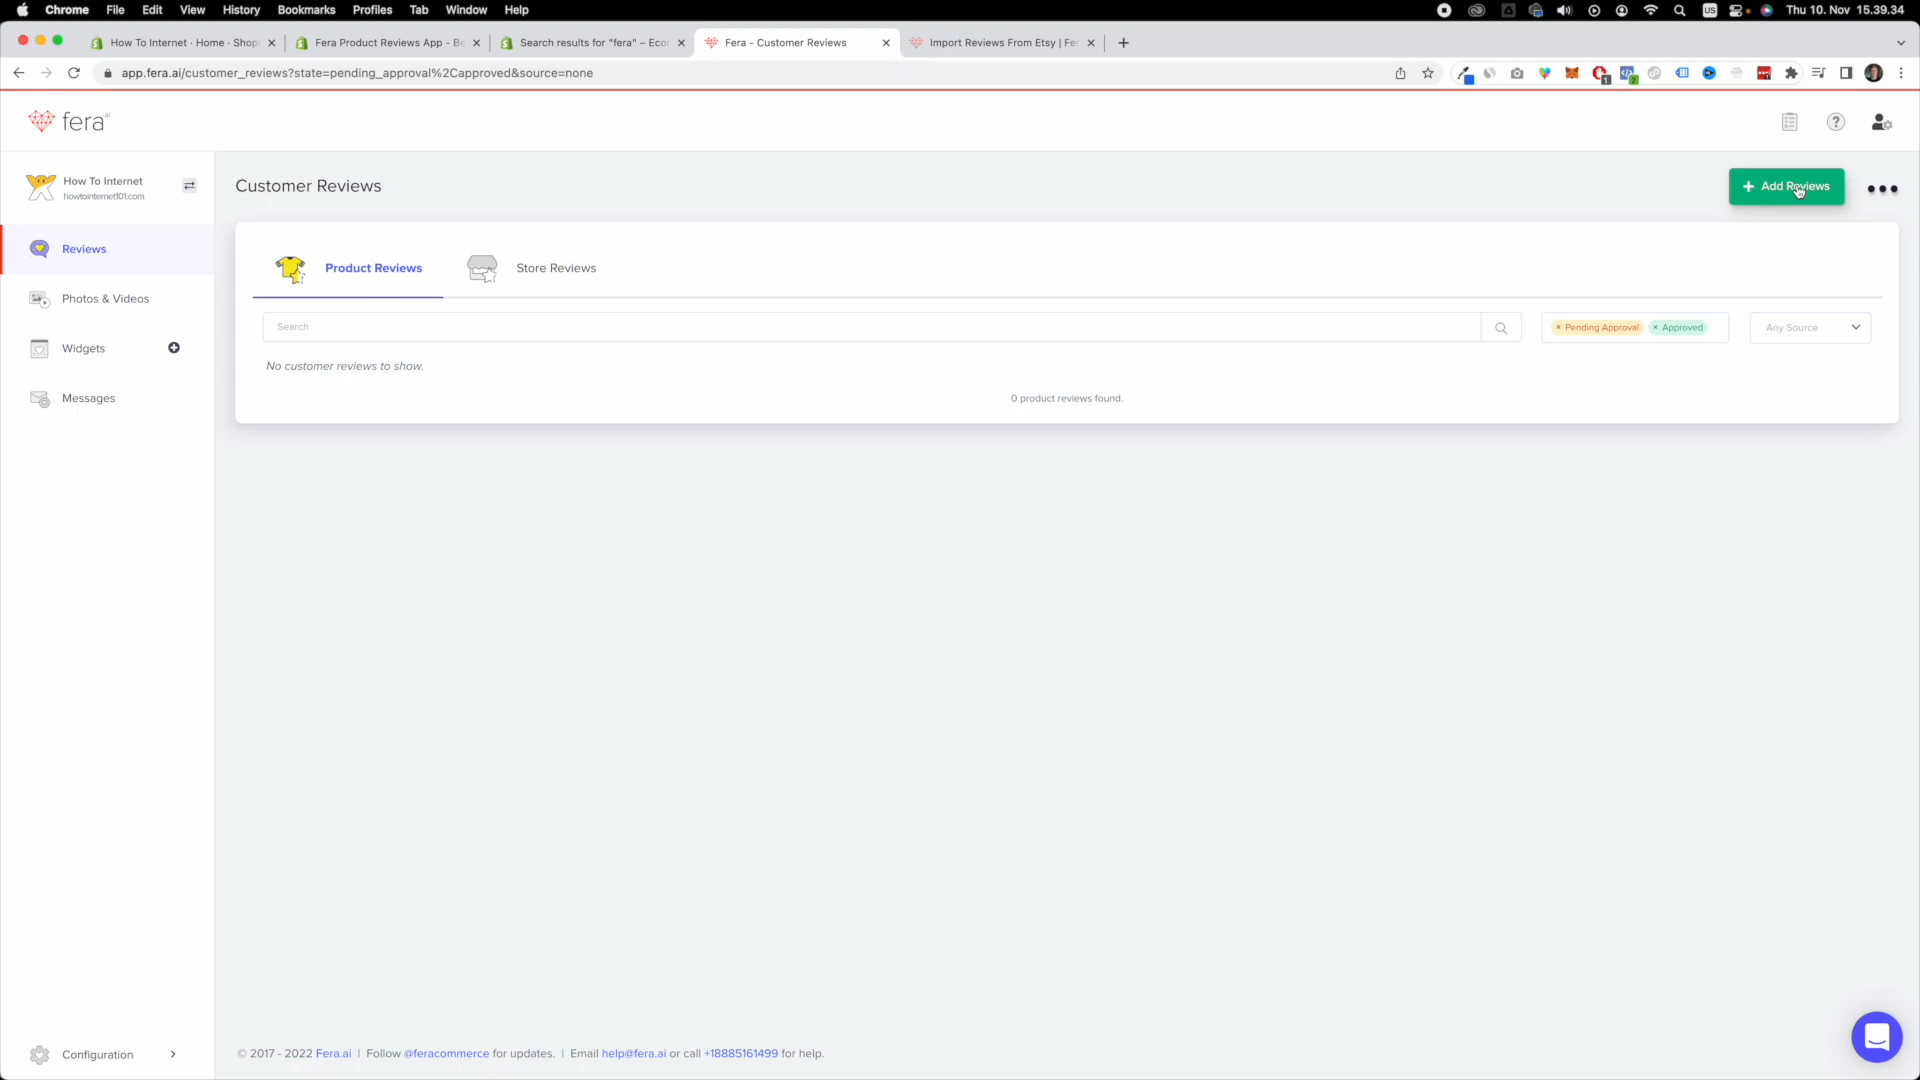 Chrome File Edit View History Bookmarks Profiles Tab Window Help
US Thu 10. Nov 15.39.34
How To Internet · Home · Shop
Fera Product Reviews App - Be
Search results for "fera" – Ecor
Fera - Customer Reviews
Import Reviews From Etsy | Fer
app.fera.ai/customer_reviews?state=pending_approval%2Capproved&source=none
1 2
fera
How To Internet
howtointernet101.com
Customer Reviews
+ Add Reviews
Reviews
Product Reviews
Store Reviews
Photos & Videos
Search
× Pending Approval × Approved
Any Source
Widgets
No customer reviews to show.
Messages
0 product reviews found.
Configuration
© 2017 - 2022 Fera.ai | Follow @feracommerce for updates. | Email help@fera.ai or call +18885161499 for help.